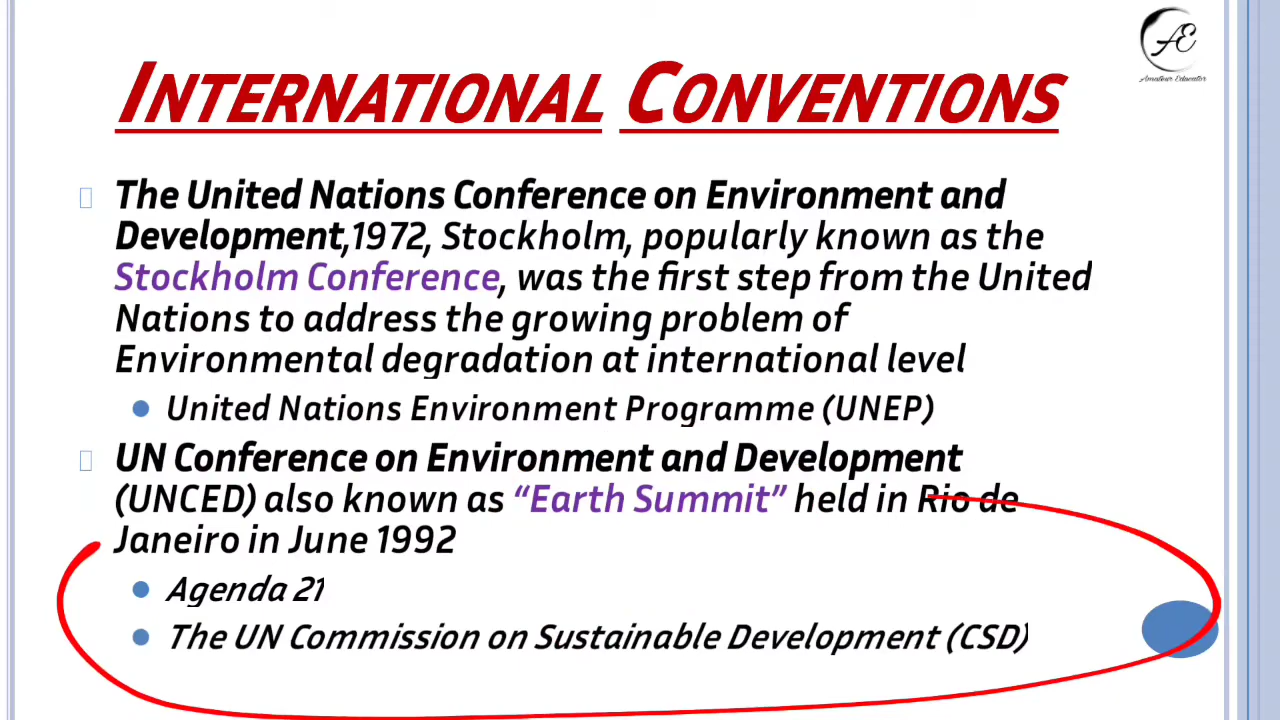 AE
Amateur Educator
INTERNATIONAL CONVENTIONS
The United Nations Conference on Environment and
Development,1972, Stockholm, popularly known as the
Stockholm Conference, was the first step from the United
Nations to address the growing problem of
Environmental degradation at international level
United Nations Environment Programme (UNEP)
UN Conference on Environment and Development
(UNCED) also known as “Earth Summit” held in Rio de
Janeiro in June 1992
Agenda 21
The UN Commission on Sustainable Development (CSD)